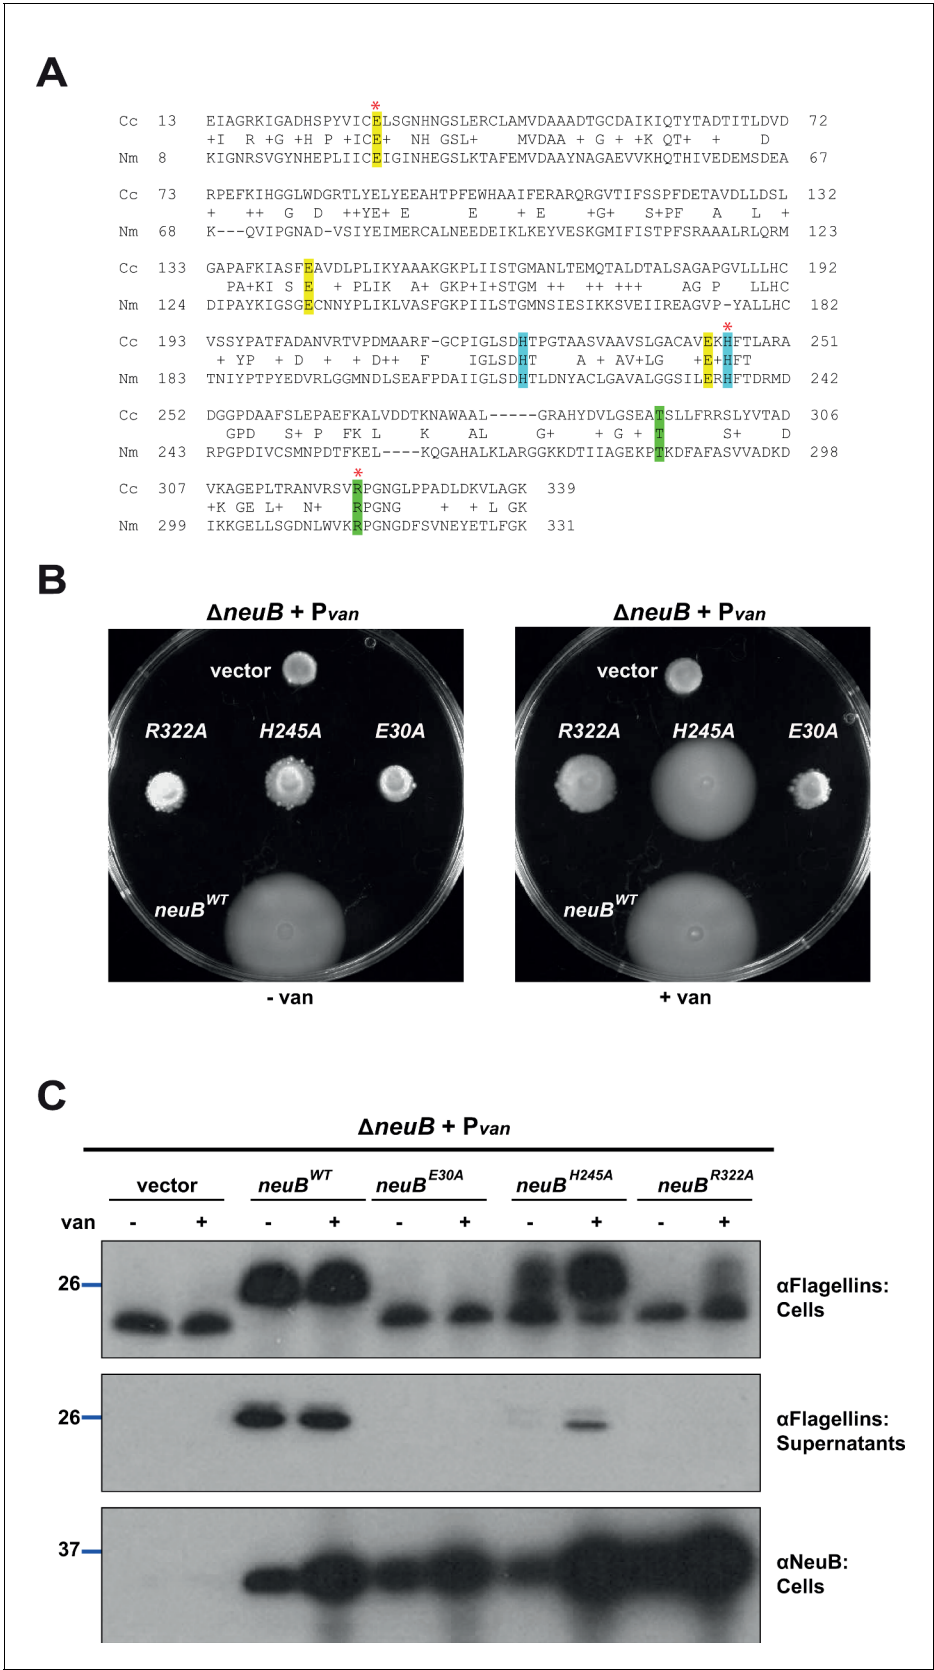 A
*
Cc 13 EIAGRKIGADHSPYVICELSGNHNGSLERCLAMVDAAADTGCDAIKIQTYTADTITLDVD 72
+I R +G +H P +ICE+ NH GSL+ MVDAA + G + +K QT+ + D
Nm 8 KIGNRSVGYNHEPLIICEIGINHEGSLKTAFEMVDAAYNAGAEVVKHQTHIVEDEMSDEA 67
Cc 73 RPEFKIHGGLWDGRTLYELYEEAHTPFEWHAAIFERARQRGVTIFSSPFDETAVDLLDSL 132
+ ++ G D ++YE+ E E + E +G+ S+PF A L +
Nm 68 K---QVIPGNAD-VSIYEIMERCALNEEDEIKLKEYVESKGMIFISTPFSRAAALRLQRM 123
Cc 133 GAPAFKIASFEAVDLPLIKYAAAKGKPLIISTGMANLTEMQTALDTALSAGAPGVLLLHC 192
PA+KI S E + PLIK A+ GKP+I+STGM ++ ++ +++ AG P LLHC
Nm 124 DIPAYKIGSGECNNYPLIKLVASFGKPIILSTGMNSIESIKKSVEIIREAGVP-YALLHC 182
*
Cc 193 VSSYPATFADANVRTVPDMAARF-GCPIGLSDHTPGTAASVAAVSLGACAVEKHFTLARA 251
+ YP + D + + D++ F IGLSDHT A + AV+LG +E+HFT
Nm 183 TNIYPTPYEDVRLGGMNDLSEAFPDAIIGLSDHTLDNYACLGAVALGGSILERHFTDRMD 242
Cc 252 DGGPDAAFSLEPAEFKALVDDTKNAWAAL-----GRAHYDVLGSEATSLLFRRSLYVTAD 306
GPD S+ P FK L K AL G+ + G + T S+ D
Nm 243 RPGPDIVCSMNPDTFKEL----KQGAHALKLARGGKKDTIIAGEKPTKDFAFASVVADKD 298
*
Cc 307 VKAGEPLTRANVRSVRPGNGLPPADLDKVLAGK 339
+K GE L+ N+ RPGNG + + L GK
Nm 299 IKKGELLSGDNLWVKRPGNGDFSVNEYETLFGK 331
B
ΔneuB + Pvan ΔneuB + Pvan
vector vector
R322A H245A E30A R322A H245A E30A
neuBWT neuBWT
- van + van
C
ΔneuB + Pvan
vector neuBWT neuBE30A neuBH245A neuBR322A
van - + - + - + - + - +
26 αFlagellins:
Cells
26 αFlagellins:
Supernatants
37 αNeuB:
Cells